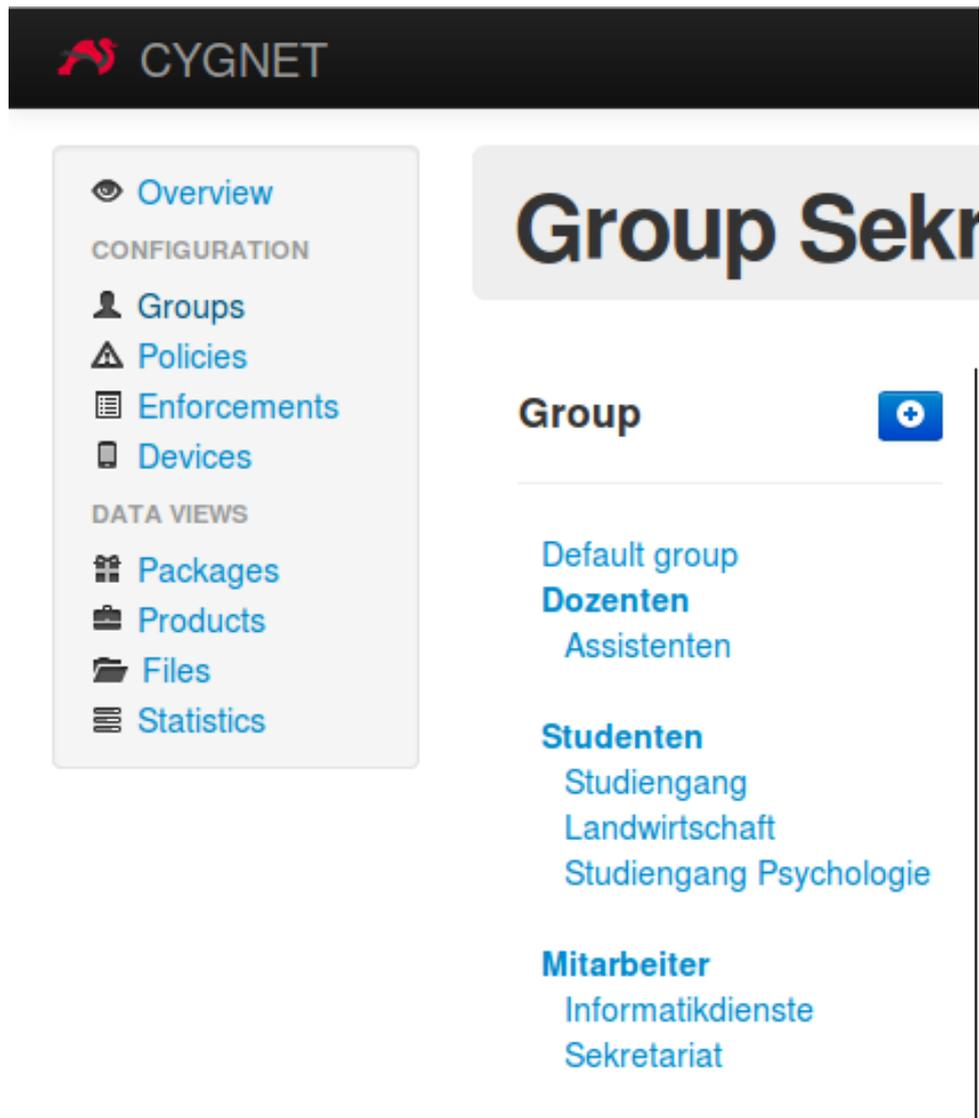 CYGNET
Overview
CONFIGURATION
Groups
Policies
Enforcements
Devices
DATA VIEWS
Packages
Products
Files
Statistics
Group Sekr
Group
Default group
Dozenten
Assistenten
Studenten
Studiengang
Landwirtschaft
Studiengang Psychologie
Mitarbeiter
Informatikdienste
Sekretariat